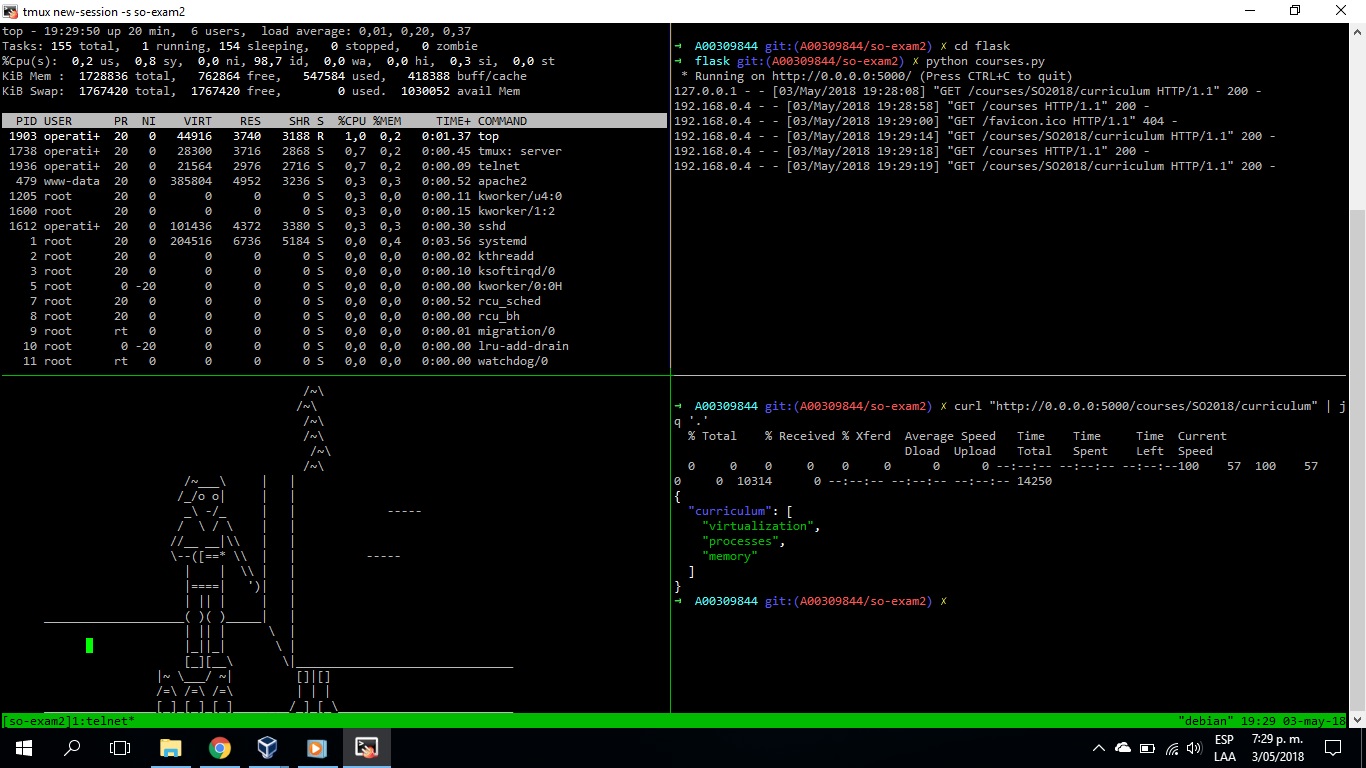 tmux new-session -s so-exam2
top - 19:29:50 up 20 min,  6 users,  load average: 0,01, 0,20, 0,37
Tasks: 155 total,   1 running, 154 sleeping,   0 stopped,   0 zombie
%Cpu(s):  0,2 us,  0,8 sy,  0,0 ni, 98,7 id,  0,0 wa,  0,0 hi,  0,3 si,  0,0 st
KiB Mem :  1728836 total,   762864 free,   547584 used,   418388 buff/cache
KiB Swap:  1767420 total,  1767420 free,        0 used.  1030052 avail Mem
PID USER      PR  NI    VIRT    RES    SHR S  %CPU %MEM     TIME+ COMMAND
1903 operati+  20   0   44916   3740   3188 R   1,0  0,2   0:01.37 top
1738 operati+  20   0   28300   3716   2868 S   0,7  0,2   0:00.45 tmux: server
1936 operati+  20   0   21564   2976   2716 S   0,7  0,2   0:00.09 telnet
479 www-data  20   0  385804   4952   3236 S   0,3  0,3   0:00.52 apache2
1205 root      20   0       0      0      0 S   0,3  0,0   0:00.11 kworker/u4:0
1600 root      20   0       0      0      0 S   0,3  0,0   0:00.15 kworker/1:2
1612 operati+  20   0  101436   4372   3380 S   0,3  0,3   0:00.30 sshd
1 root      20   0  204516   6736   5184 S   0,0  0,4   0:03.56 systemd
2 root      20   0       0      0      0 S   0,0  0,0   0:00.02 kthreadd
3 root      20   0       0      0      0 S   0,0  0,0   0:00.10 ksoftirqd/0
5 root       0 -20       0      0      0 S   0,0  0,0   0:00.00 kworker/0:0H
7 root      20   0       0      0      0 S   0,0  0,0   0:00.52 rcu_sched
8 root      20   0       0      0      0 S   0,0  0,0   0:00.00 rcu_bh
9 root      rt   0       0      0      0 S   0,0  0,0   0:00.01 migration/0
10 root       0 -20       0      0      0 S   0,0  0,0   0:00.00 lru-add-drain
11 root      rt   0       0      0      0 S   0,0  0,0   0:00.00 watchdog/0
→  A00309844 git:(A00309844/so-exam2) ✗ cd flask
→  flask git:(A00309844/so-exam2) ✗ python courses.py
* Running on http://0.0.0.0:5000/ (Press CTRL+C to quit)
127.0.0.1 - - [03/May/2018 19:28:08] "GET /courses/SO2018/curriculum HTTP/1.1" 200 -
192.168.0.4 - - [03/May/2018 19:28:58] "GET /courses HTTP/1.1" 200 -
192.168.0.4 - - [03/May/2018 19:29:00] "GET /favicon.ico HTTP/1.1" 404 -
192.168.0.4 - - [03/May/2018 19:29:14] "GET /courses/SO2018/curriculum HTTP/1.1" 200 -
192.168.0.4 - - [03/May/2018 19:29:18] "GET /courses HTTP/1.1" 200 -
192.168.0.4 - - [03/May/2018 19:29:19] "GET /courses/SO2018/curriculum HTTP/1.1" 200 -
→  A00309844 git:(A00309844/so-exam2) ✗ curl "http://0.0.0.0:5000/courses/SO2018/curriculum" | j
q '.'
% Total    % Received % Xferd  Average Speed   Time    Time     Time  Current
Dload  Upload   Total   Spent    Left  Speed
0     0    0     0    0     0      0      0 --:--:-- --:--:-- --:--:--100    57  100    57
0     0  10314      0 --:--:-- --:--:-- --:--:-- 14250
{
"curriculum": [
"virtualization",
"processes",
"memory"
]
}
→  A00309844 git:(A00309844/so-exam2) ✗
[so-exam2]1:telnet*
"debian" 19:29 03-may-18
ESP
LAA
7:29 p. m.
3/05/2018